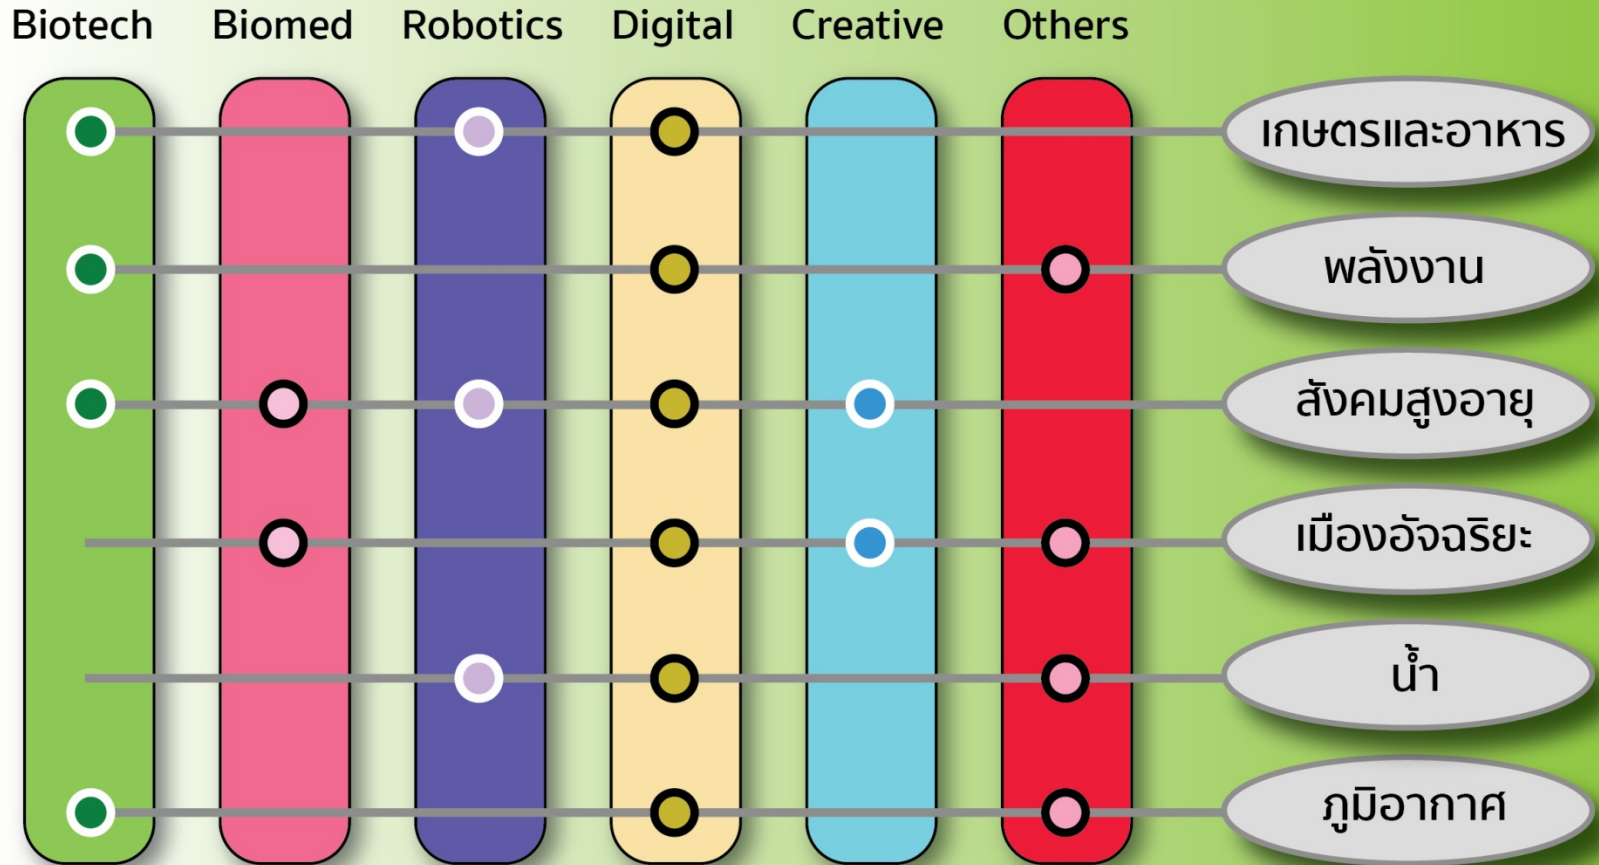 Biotech Biomed Robotics Digital Creative Others
เกษตรและอาหาร
พลังงาน
สังคมสูงอายุ
เมืองอัจฉริยะ
น้ำ
ภูมิอากาศ